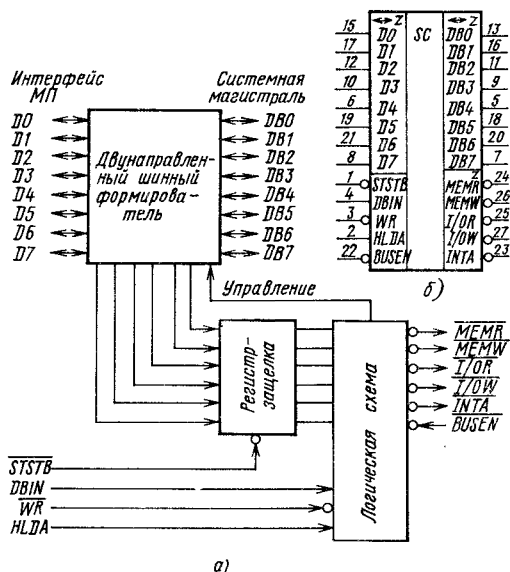 Интерфейс
МП
Системная
магистраль
D0
D1
D2
D3
D4
D5
D6
D7
Двунаправлен-
ный шинный
формирова-
тель
DB0
DB1
DB2
DB3
DB4
DB5
DB6
DB7
Управление
Регистр-
защелка
Логическая схема
MEMR
MEMW
I/OR
I/OW
INTA
BUSEN
STSTB
DBIN
WR
HLDA
а)
SC
Z Z
15 D0 DB0 13
17 D1 DB1 16
12 D2 DB2 11
10 D3 DB3 9
6 D4 DB4 5
19 D5 DB5 18
21 D6 DB6 20
8 D7 DB7 7
Z
1 STSTB MEMR 24
4 DBIN MEMW 26
3 WR I/OR 25
2 HLDA I/OW 27
22 BUSEN INTA 23
б)